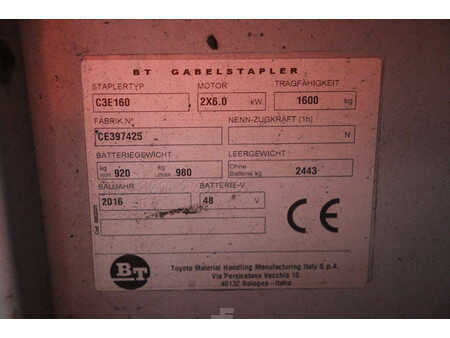 BT GABELSTAPLER
STAPLERTYP MOTOR TRAGFÄHIGKEIT
C3E160 2X6.0 kW 1600 kg
FABRIK.N° NENN-ZUGKRAFT (1h)
CE397425 N
BATTERIEGEWICHT LEERGEWICHT
kg min. 920 kg max. 980 Ohne Batterie kg 2443
BAUJAHR BATTERIE-V
2016 48 V
CE
BT
Toyota Material Handling Manufacturing Italy S.p.A.
Via Persicetana Vecchia 10
40132 Bologna - Italia